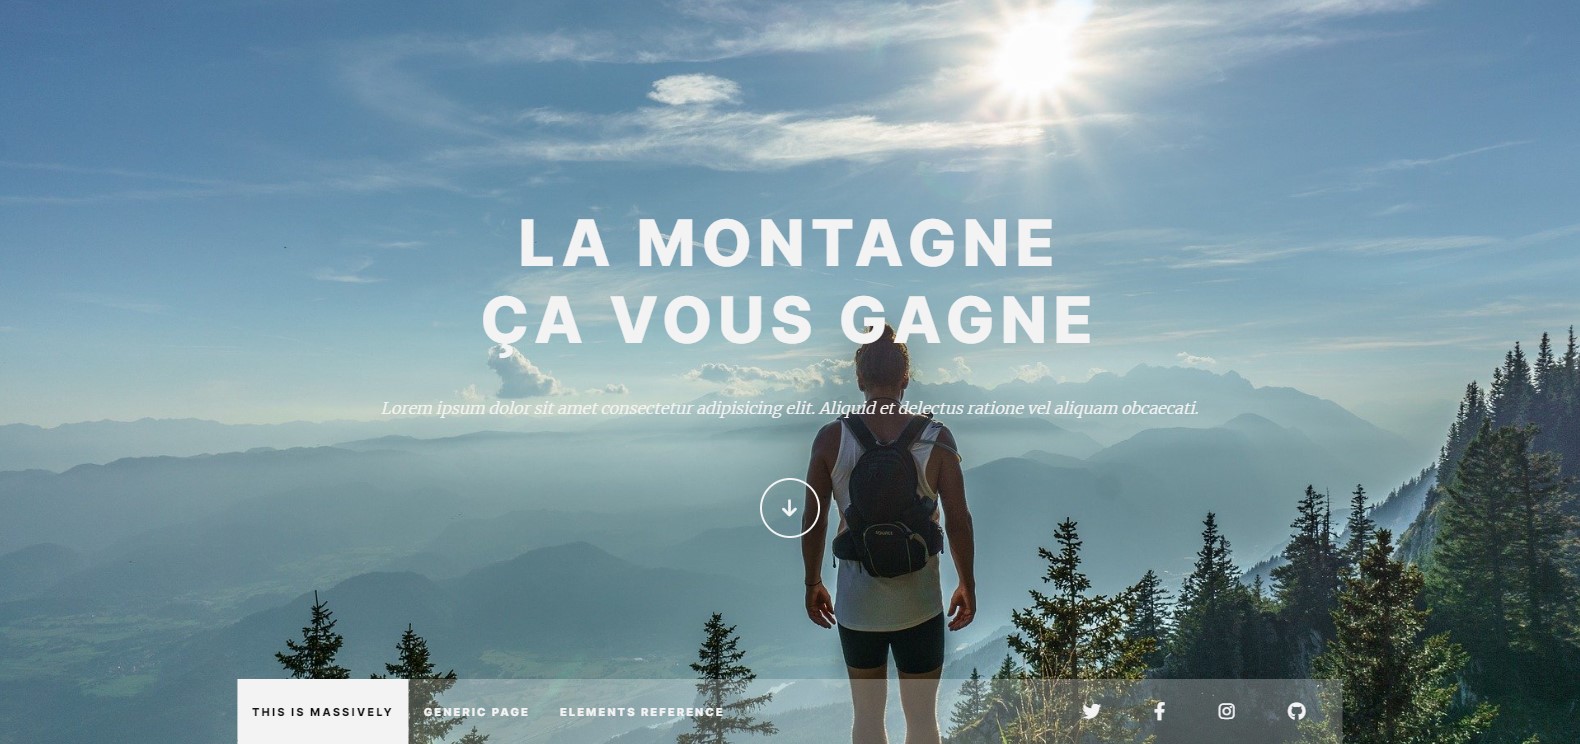 LA MONTAGNE
ÇA VOUS GAGNE
Lorem ipsum dolor sit amet consectetur adipisicing elit. Aliquid et delectus ratione vel aliquam obcaecati.
THIS IS MASSIVELY
GENERIC PAGE
ELEMENTS REFERENCE